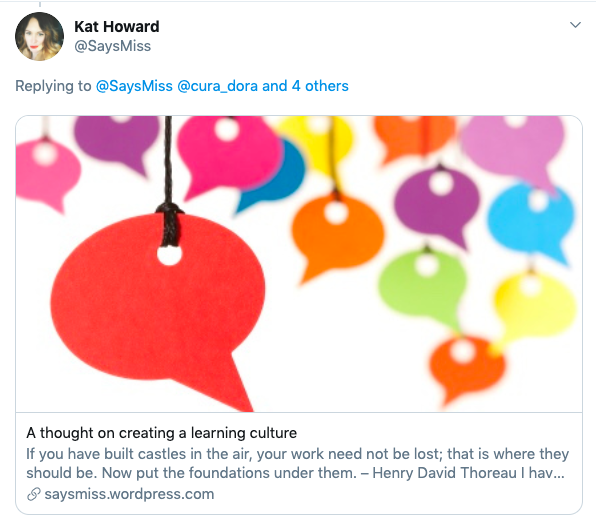 Kat Howard
@SaysMiss
Replying to @SaysMiss @cura_dora and 4 others
A thought on creating a learning culture
If you have built castles in the air, your work need not be lost; that is where they
should be. Now put the foundations under them. – Henry David Thoreau I hav...
saysmiss.wordpress.com